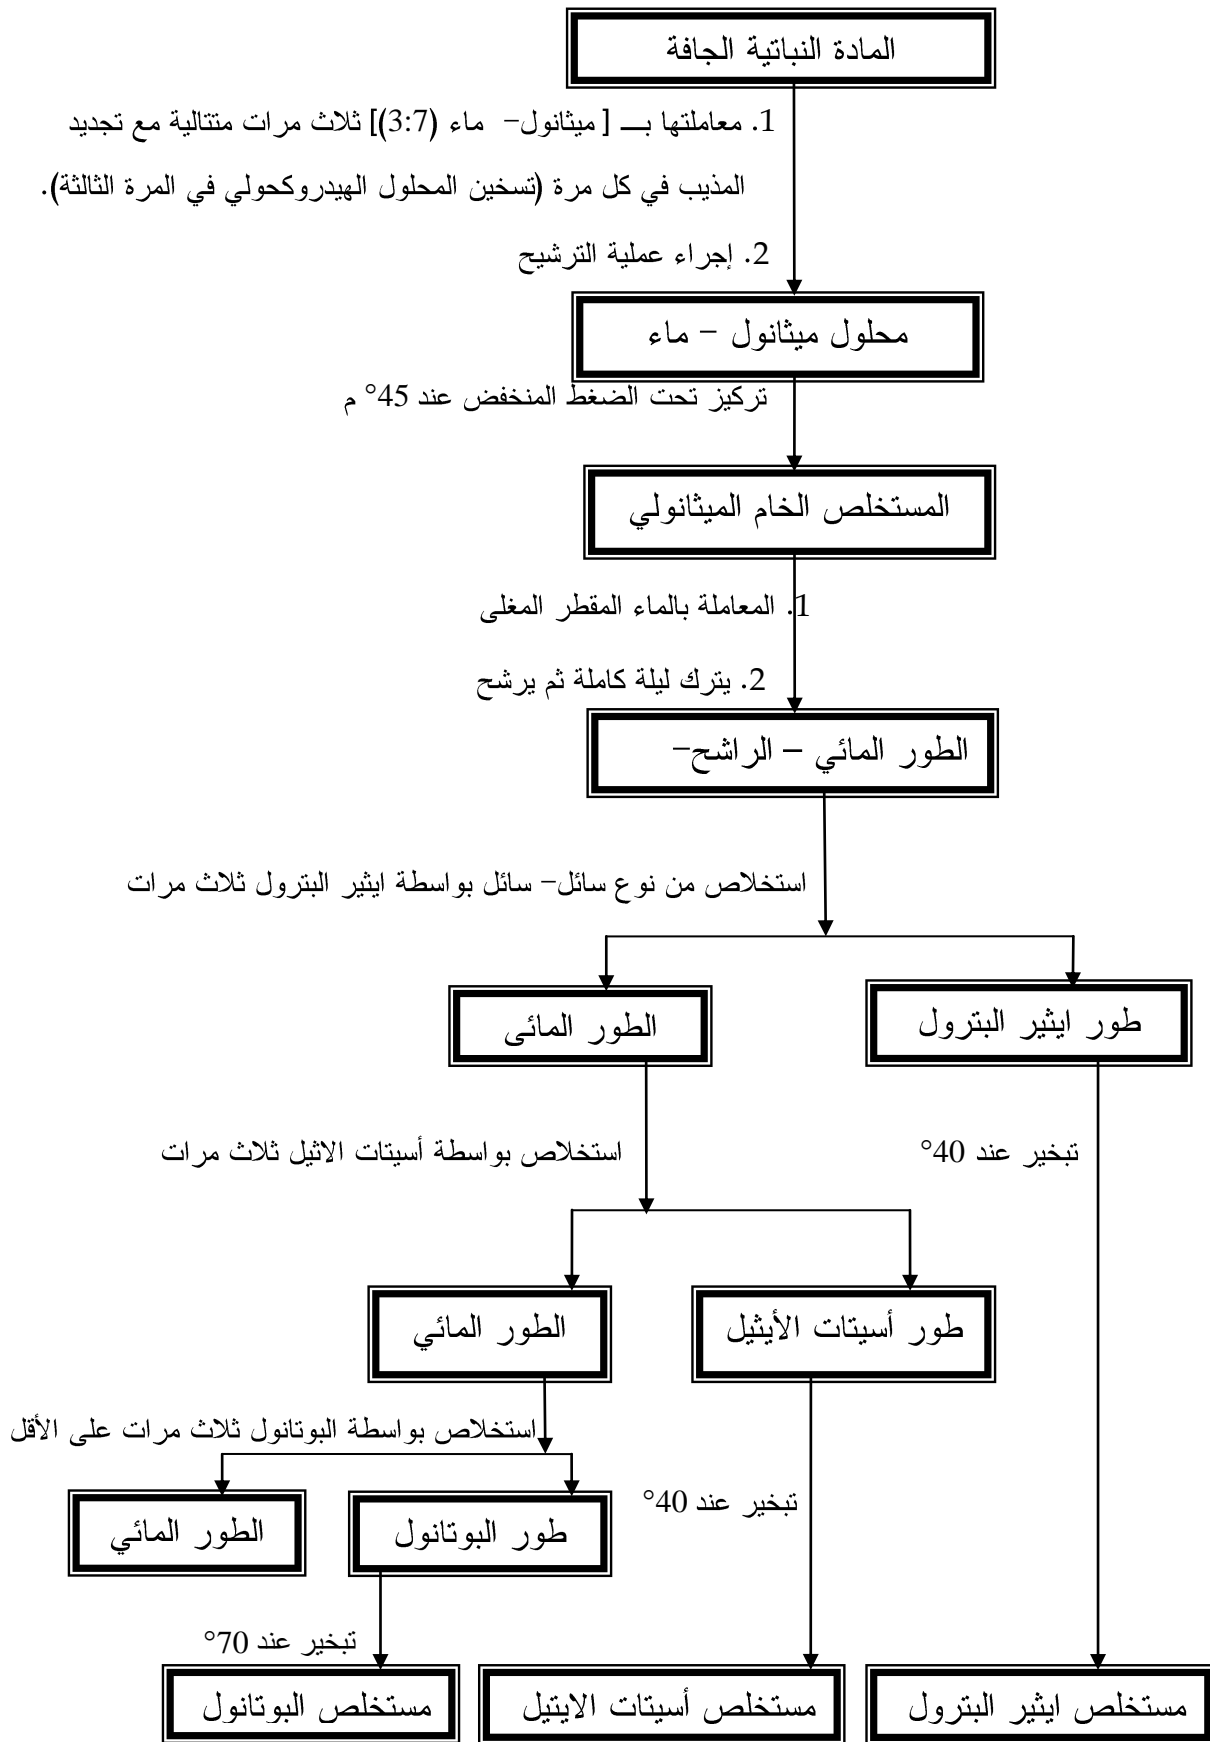 المادة النباتية الجافة
1. معاملتها بـــ [ ميثانول– ماء (3:7)] ثلاث مرات متتالية مع تجديد
المذيب في كل مرة (تسخين المحلول الهيدروكحولي في المرة الثالثة).
2. إجراء عملية الترشيح
محلول ميثانول – ماء
تركيز تحت الضغط المنخفض عند 45° م
المستخلص الخام الميثانولي
1. المعاملة بالماء المقطر المغلى
2. يترك ليلة كاملة ثم يرشح
الطور المائي – الراشح–
استخلاص من نوع سائل– سائل بواسطة ايثير البترول ثلاث مرات
طور ايثير البترول
الطور المائى
تبخير عند 40°
استخلاص بواسطة أسيتات الاثيل ثلاث مرات
طور أسيتات الأيثيل
الطور المائي
استخلاص بواسطة البوتانول ثلاث مرات على الأقل
تبخير عند 40°
طور البوتانول
الطور المائي
تبخير عند 70°
مستخلص ايثير البترول
مستخلص أسيتات الايتيل
مستخلص البوتانول